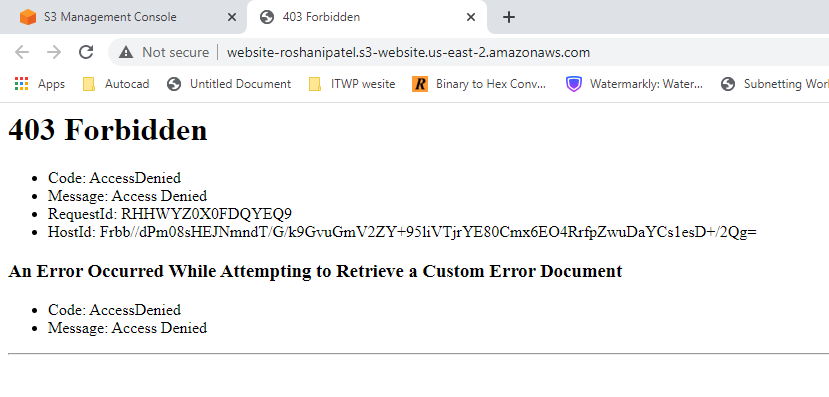 S3 Management Console
403 Forbidden
Not secure website-roshanipatel.s3-website.us-east-2.amazonaws.com
Apps Autocad Untitled Document ITWP wesite R Binary to Hex Conv... Watermarkly: Water... Subnetting Wor
403 Forbidden
Code: AccessDenied
Message: Access Denied
RequestId: RHHWYZ0X0FDQYEQ9
HostId: Frbb//dPm08sHEJNmndT/G/k9GvuGmV2ZY+95liVTjrYE80Cmx6EO4RrfpZwuDaYCs1esD+/2Qg=
An Error Occurred While Attempting to Retrieve a Custom Error Document
Code: AccessDenied
Message: Access Denied